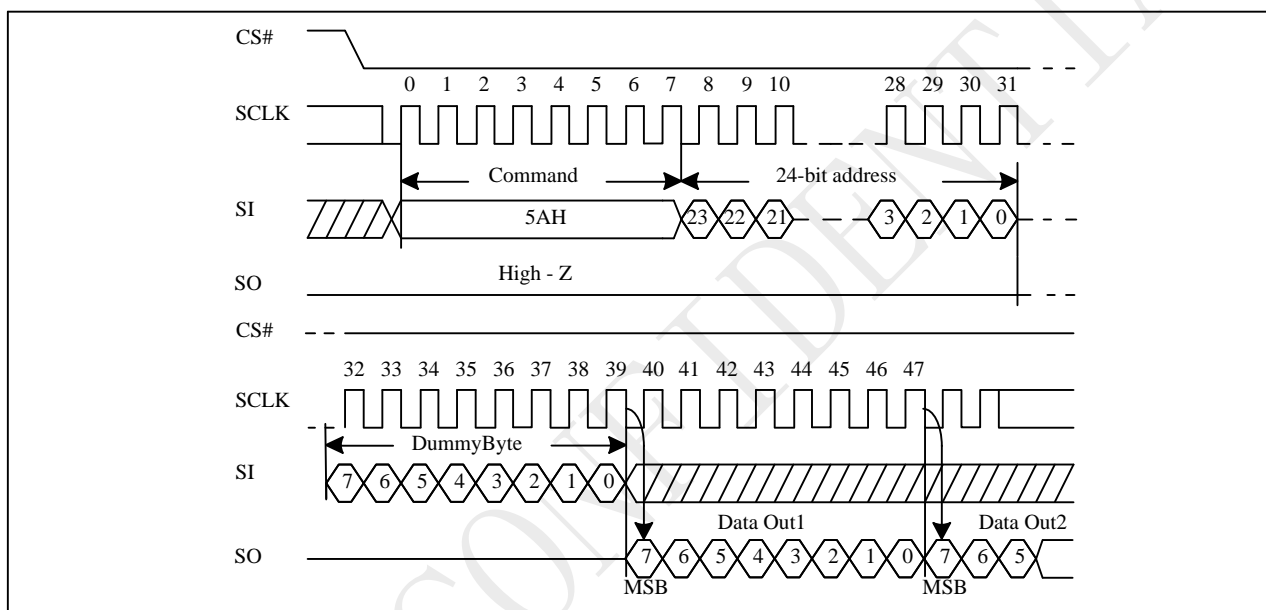 CS#
0 1 2 3 4 5 6 7 8 9 10 28 29 30 31
SCLK
Command 24-bit address
SI 5AH 23 22 21 3 2 1 0
High - Z
SO
CS#
32 33 34 35 36 37 38 39 40 41 42 43 44 45 46 47
SCLK
DummyByte
SI 7 6 5 4 3 2 1 0
Data Out1 Data Out2
SO 7 6 5 4 3 2 1 0 7 6 5
MSB MSB
CONFIDENTIA